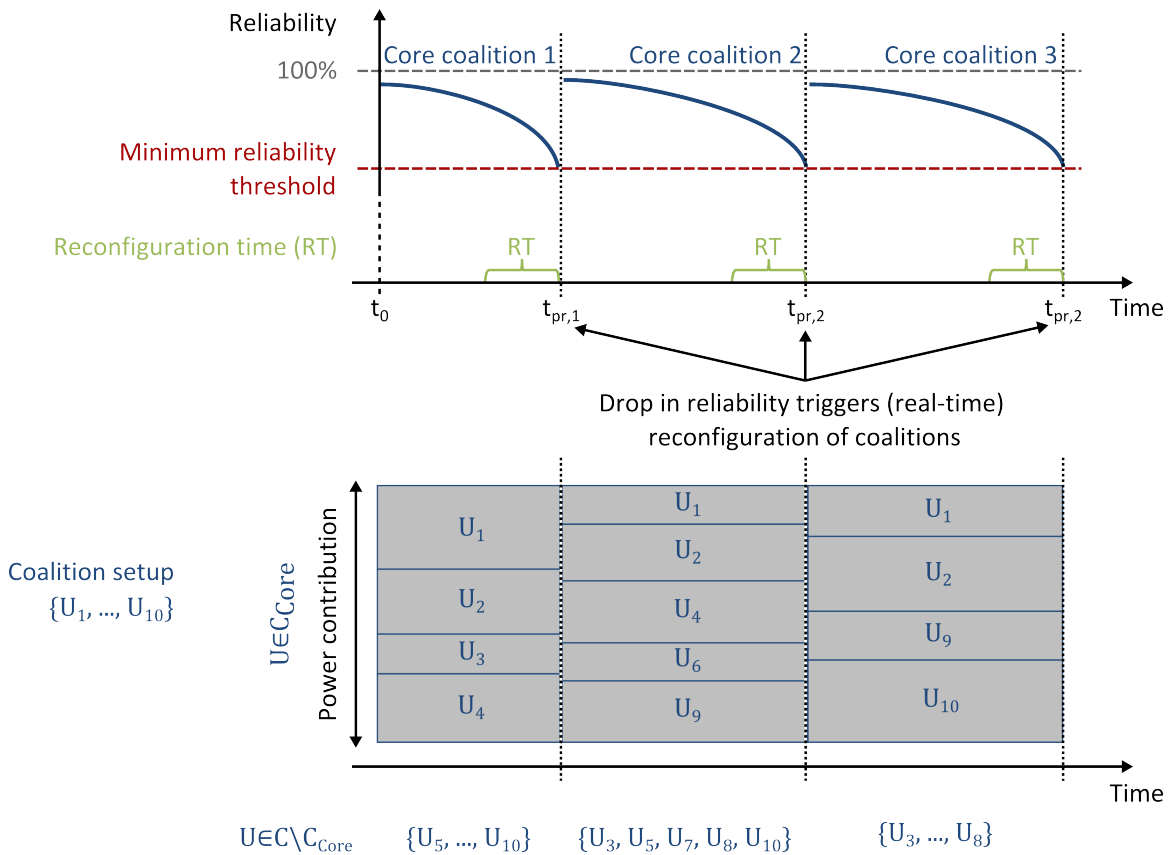 Reliability
Core coalition 1
Core coalition 2
Core coalition 3
100%
Minimum reliability
threshold
Reconfiguration time (RT)
RT
RT
RT
t₀
tₚᵣ,₁
tₚᵣ,₂
tₚᵣ,₂
Time
Drop in reliability triggers (real-time)
reconfiguration of coalitions
Coalition setup
{U₁, ..., U₁₀}
U∈C_Core
Power contribution
U₁
U₂
U₃
U₄
U₁
U₂
U₄
U₆
U₉
U₁
U₂
U₉
U₁₀
Time
U∈C\C_Core
{U₅, ..., U₁₀}
{U₃, U₅, U₇, U₈, U₁₀}
{U₃, ..., U₈}